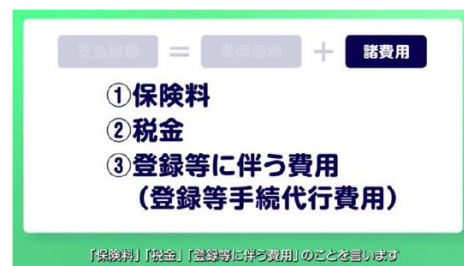 支払総額 = 車両価格 + 諸費用
①保険料
②税金
③登録等に伴う費用
(登録等手続代行費用)
「保険料」「税金」「登録等に伴う費用」のことを言います